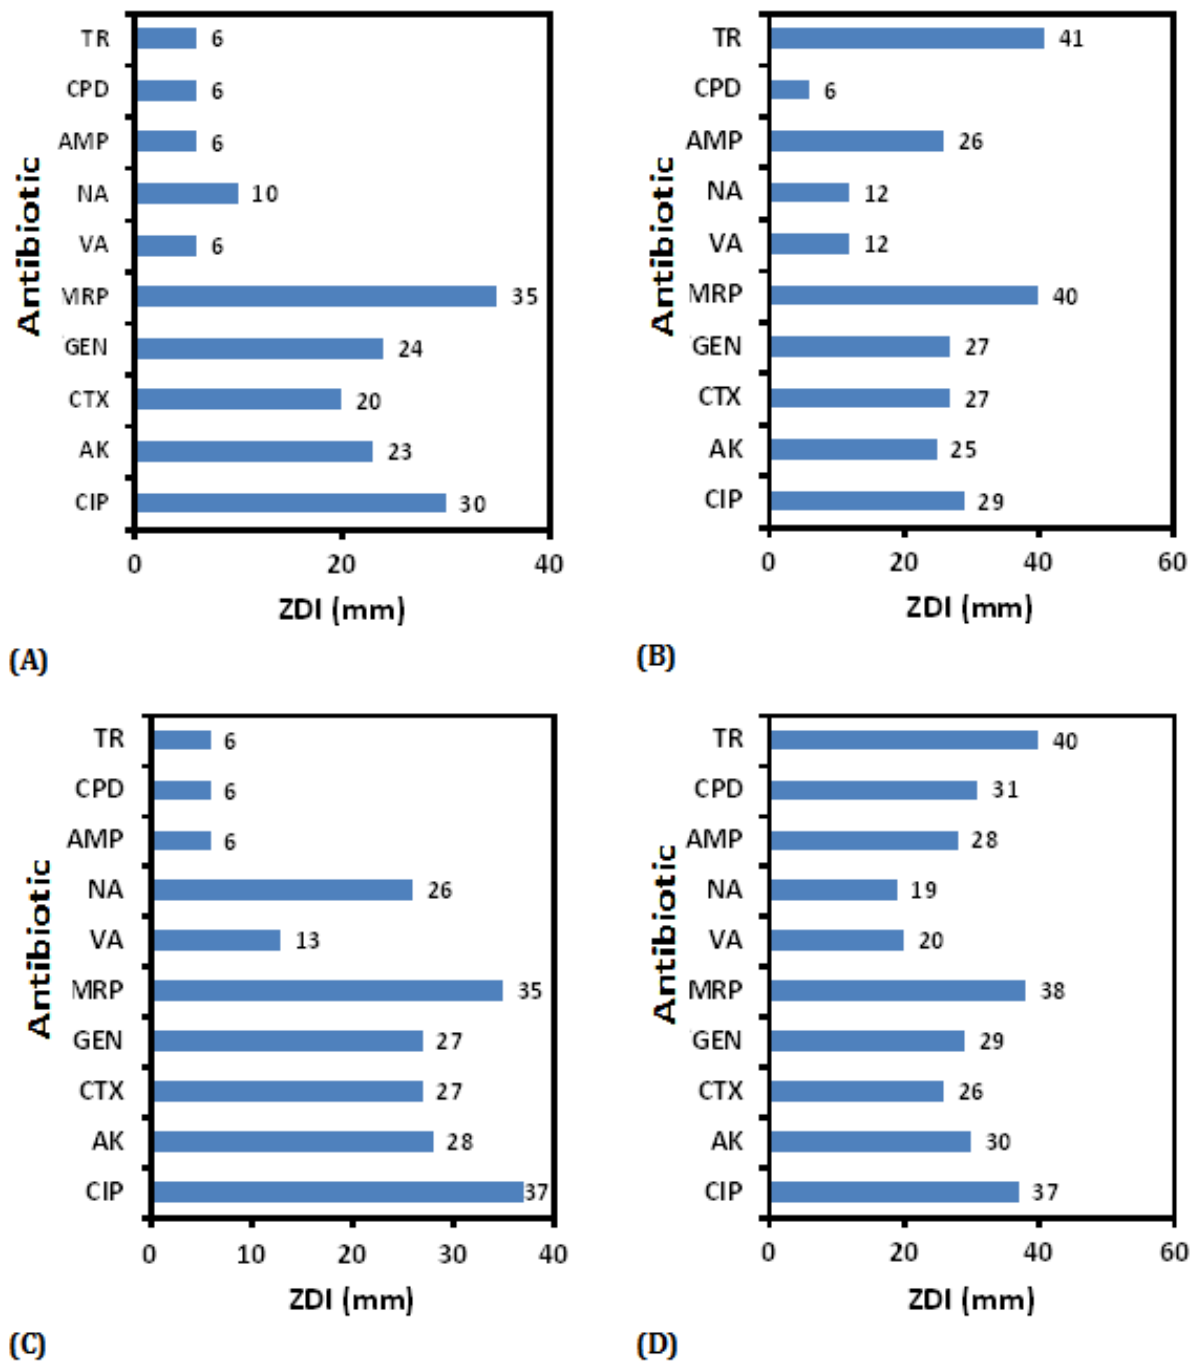 TR 6
CPD 6
AMP 6
NA 10
VA 6
MRP 35
GEN 24
CTX 20
AK 23
CIP 30
Antibiotic
0 20 40
ZDI (mm)
(A)
TR 41
CPD 6
AMP 26
NA 12
VA 12
MRP 40
GEN 27
CTX 27
AK 25
CIP 29
Antibiotic
0 20 40 60
ZDI (mm)
(B)
TR 6
CPD 6
AMP 6
NA 26
VA 13
MRP 35
GEN 27
CTX 27
AK 28
CIP 37
Antibiotic
0 10 20 30 40
ZDI (mm)
(C)
TR 40
CPD 31
AMP 28
NA 19
VA 20
MRP 38
GEN 29
CTX 26
AK 30
CIP 37
Antibiotic
0 20 40 60
ZDI (mm)
(D)